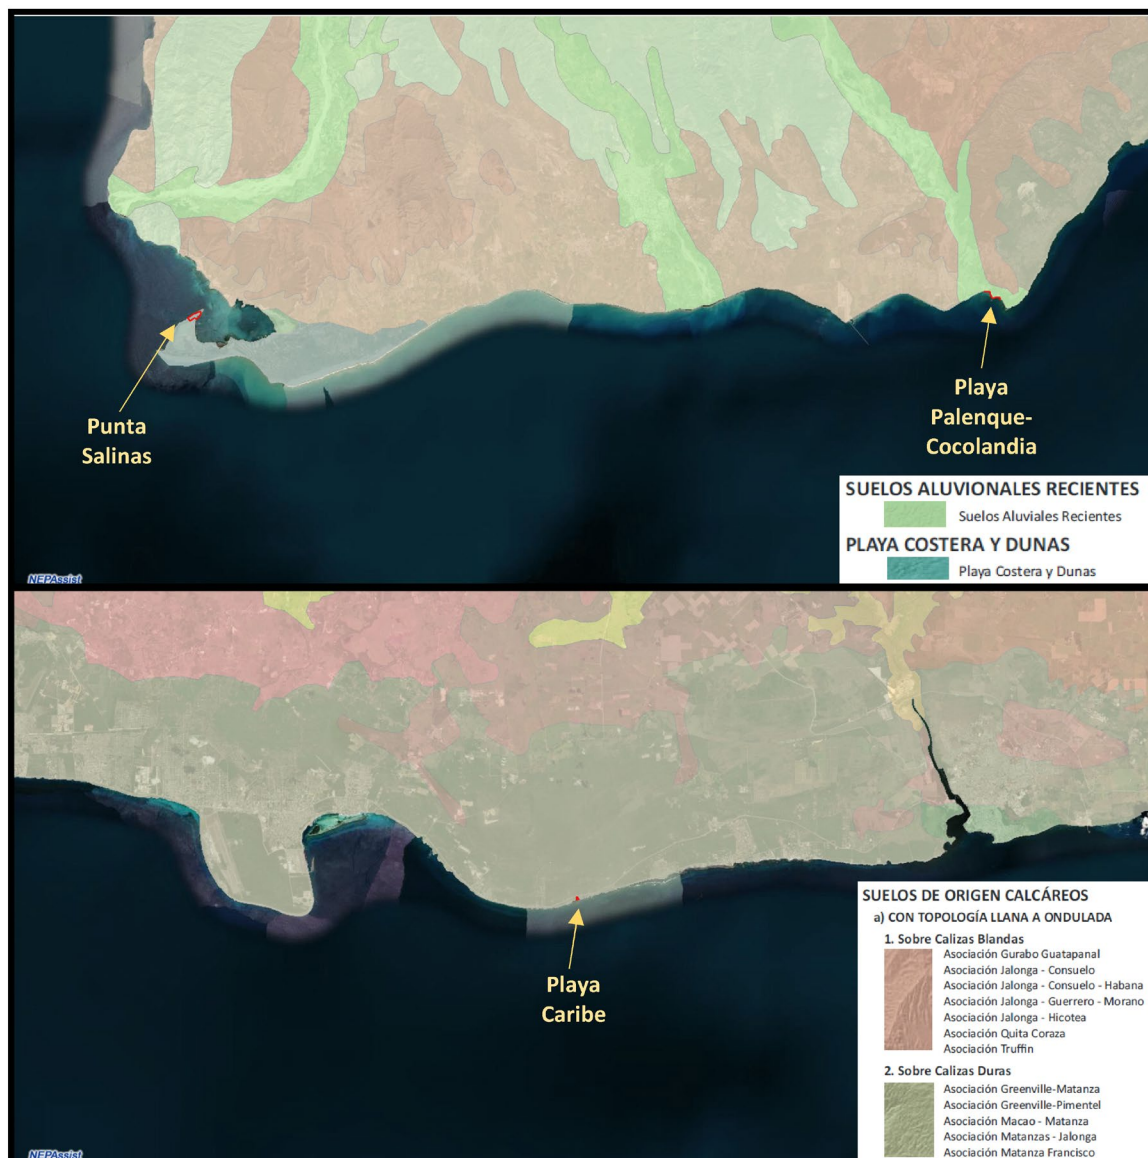 Punta
Salinas
Playa
Palenque-
Cocolandia
SUELOS ALUVIONALES RECIENTES
Suelos Aluviales Recientes
PLAYA COSTERA Y DUNAS
Playa Costera y Dunas
NEPAssist
Playa
Caribe
SUELOS DE ORIGEN CALCÁREOS
a) CON TOPOLOGÍA LLANA A ONDULADA
1. Sobre Calizas Blandas
Asociación Gurabo Guatapanal
Asociación Jalonga - Consuelo
Asociación Jalonga - Consuelo - Habana
Asociación Jalonga - Guerrero - Morano
Asociación Jalonga - Hicotea
Asociación Quita Coraza
Asociación Truffin
2. Sobre Calizas Duras
Asociación Greenville-Matanza
Asociación Greenville-Pimentel
Asociación Macao - Matanza
Asociación Matanzas - Jalonga
Asociación Matanza Francisco
NEPAssist